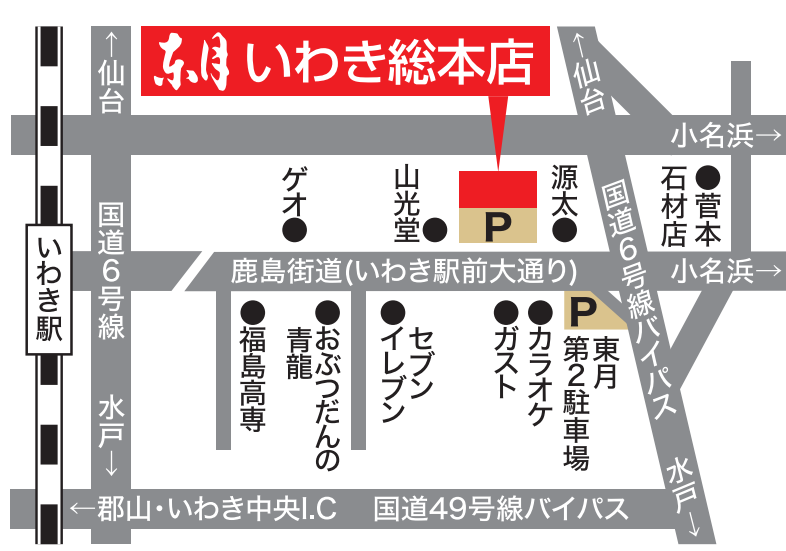 东月いわき総本店
←仙台
←仙台
小名浜→
ゲオ
山光堂
源太
石材店
菅本
P
国道6号線
国道6号線バイパス
鹿島街道(いわき駅前大通り)
小名浜→
いわき駅
福島高専
おぶつだんの
青龍
セブン
イレブン
ガスト
カラオケ
P
東月
第2駐車場
水戸→
水戸→
←郡山・いわき中央I.C
国道49号線バイパス